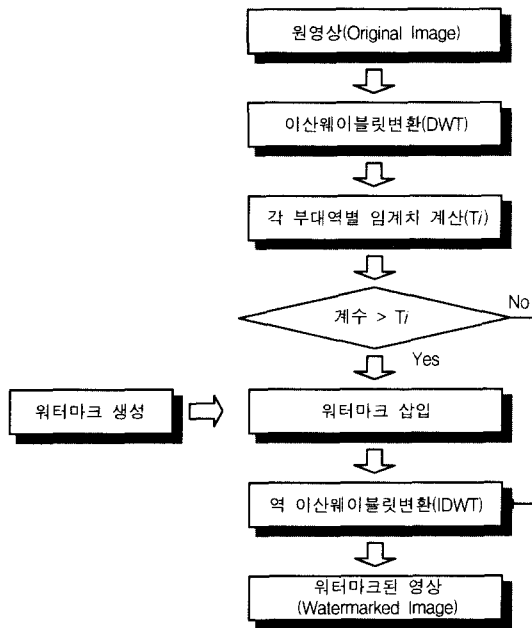 원영상(Original Image)
이산웨이블릿변환(DWT)
각 부대역별 임계치 계산(Ti)
계수 > Ti
No
Yes
워터마크 생성
워터마크 삽입
역 이산웨이블릿변환(IDWT)
워터마크된 영상
(Watermarked Image)